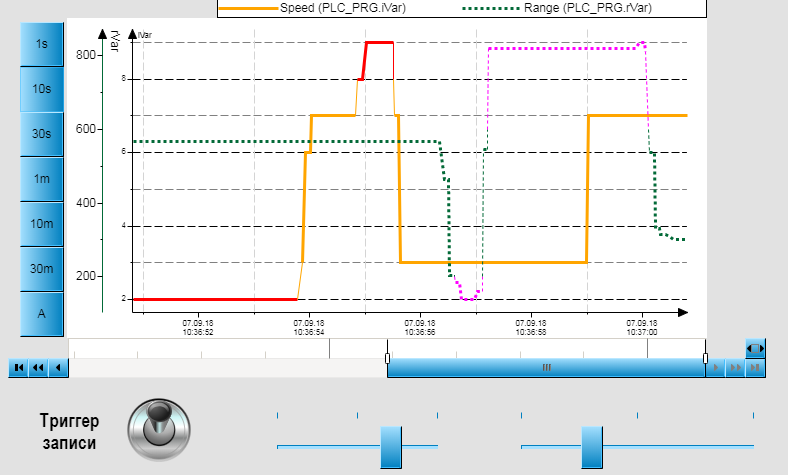 Speed (PLC_PRG.iVar) Range (PLC_PRG.rVar)
rVar
iVar
1s
10s
30s
1m
10m
30m
A
800
600
400
200
8
6
4
2
07.09.18 07.09.18 07.09.18 07.09.18 07.09.18
10:36:52 10:36:54 10:36:56 10:36:58 10:37:00
Триггер
записи